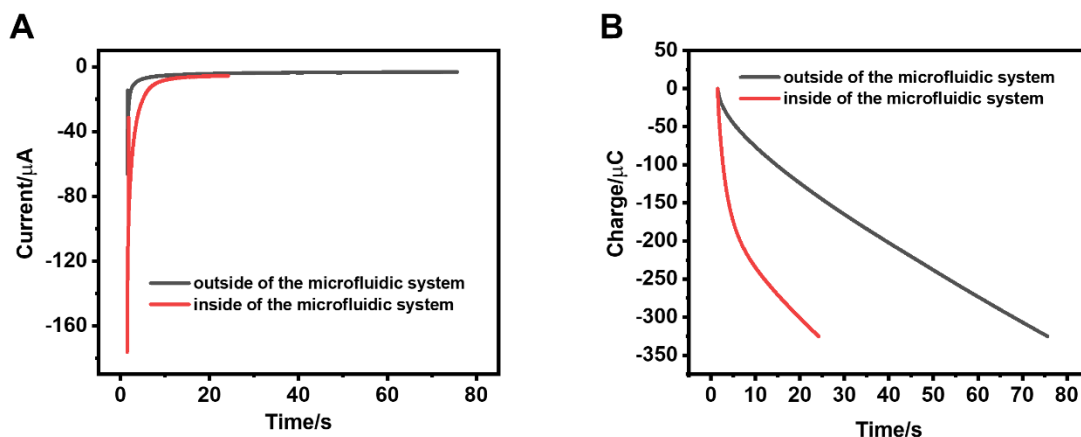 A
Current/μA
0
-40
-80
-120
-160
outside of the microfluidic system
inside of the microfluidic system
0
20
40
60
80
Time/s
B
Charge/μC
50
0
-50
-100
-150
-200
-250
-300
-350
outside of the microfluidic system
inside of the microfluidic system
0
10
20
30
40
50
60
70
80
Time/s